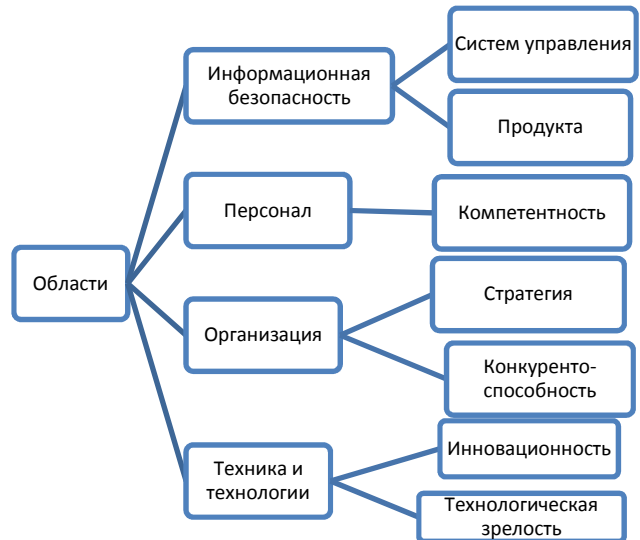 Области
Информационная
безопасность
Систем управления
Продукта
Персонал
Компетентность
Организация
Стратегия
Конкуренто-
способность
Техника и
технологии
Инновационность
Технологическая
зрелость